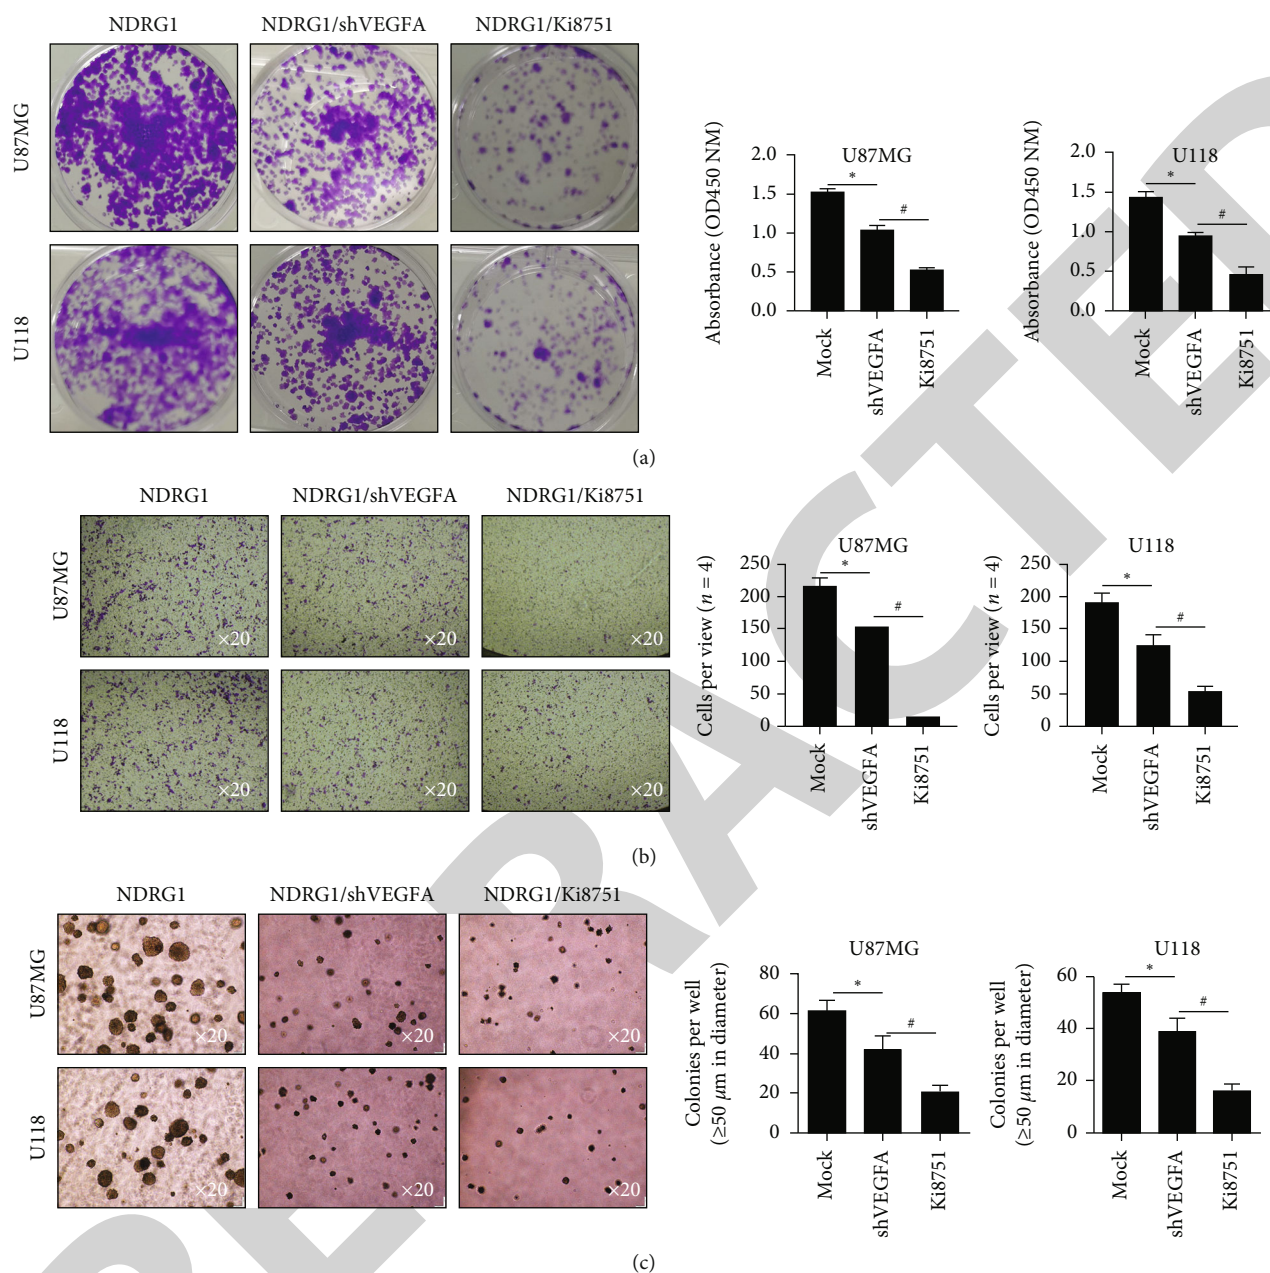 NDRG1 NDRG1/shVEGFA NDRG1/Ki8751
U87MG
U118
Absorbance (OD450 NM)
U87MG
2.0
1.5
1.0
0.5
0.0
*
#
Mock
shVEGFA
Ki8751
Absorbance (OD450 NM)
U118
2.0
1.5
1.0
0.5
0.0
*
#
Mock
shVEGFA
Ki8751
(a)
NDRG1 NDRG1/shVEGFA NDRG1/Ki8751
U87MG
×20 ×20 ×20
U118
×20 ×20 ×20
Cells per view (n = 4)
U87MG
250
200
150
100
50
0
*
#
Mock
shVEGFA
Ki8751
Cells per view (n = 4)
U118
250
200
150
100
50
0
*
#
Mock
shVEGFA
Ki8751
(b)
NDRG1 NDRG1/shVEGFA NDRG1/Ki8751
U87MG
×20 ×20 ×20
U118
×20 ×20 ×20
Colonies per well
(≥50 μm in diameter)
U87MG
80
60
40
20
0
*
#
Mock
shVEGFA
Ki8751
Colonies per well
(≥50 μm in diameter)
U118
60
40
20
0
*
#
Mock
shVEGFA
Ki8751
(c)
RETRACTED